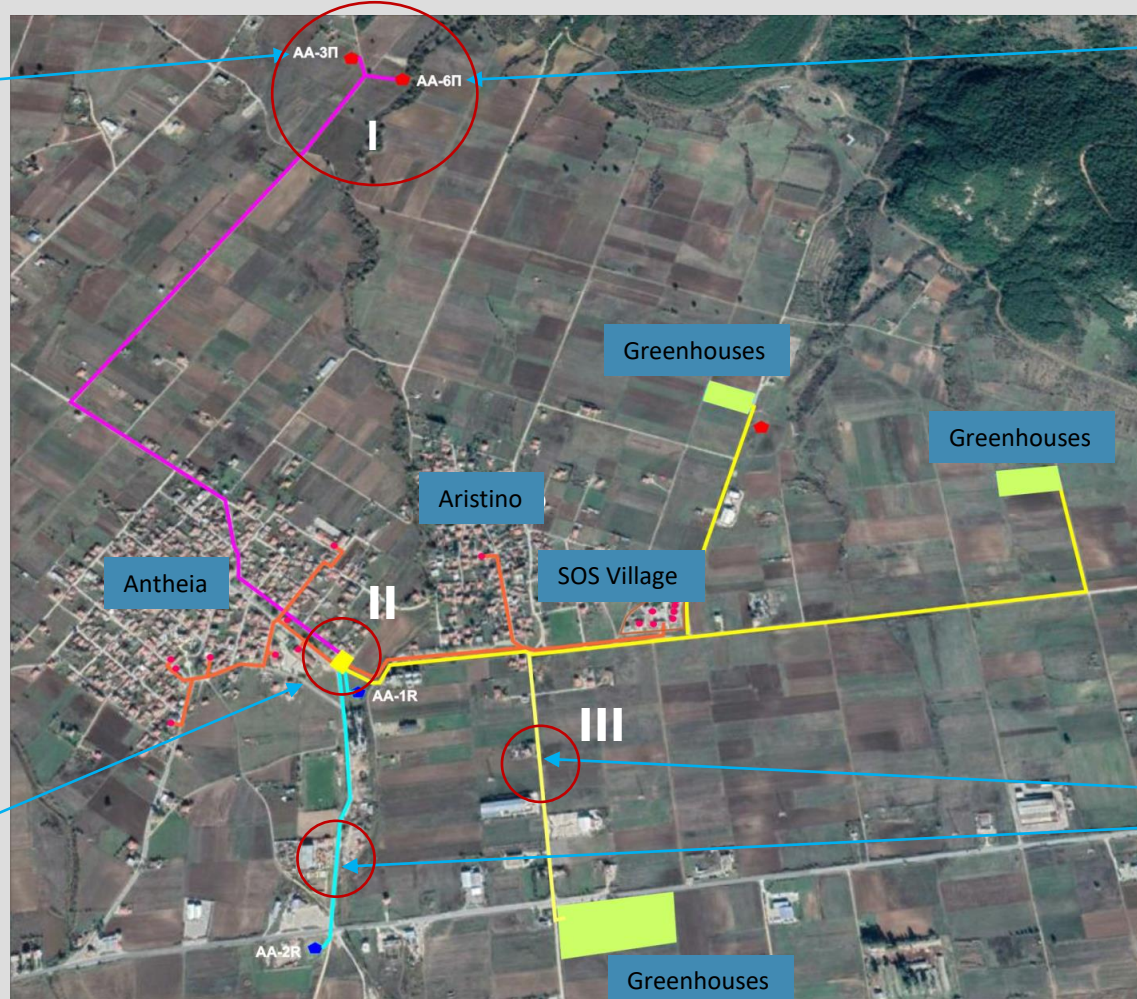 AA-3Π
AA-6Π
I
Greenhouses
Greenhouses
Aristino
SOS Village
Antheia
II
AA-1R
III
AA-2R
Greenhouses